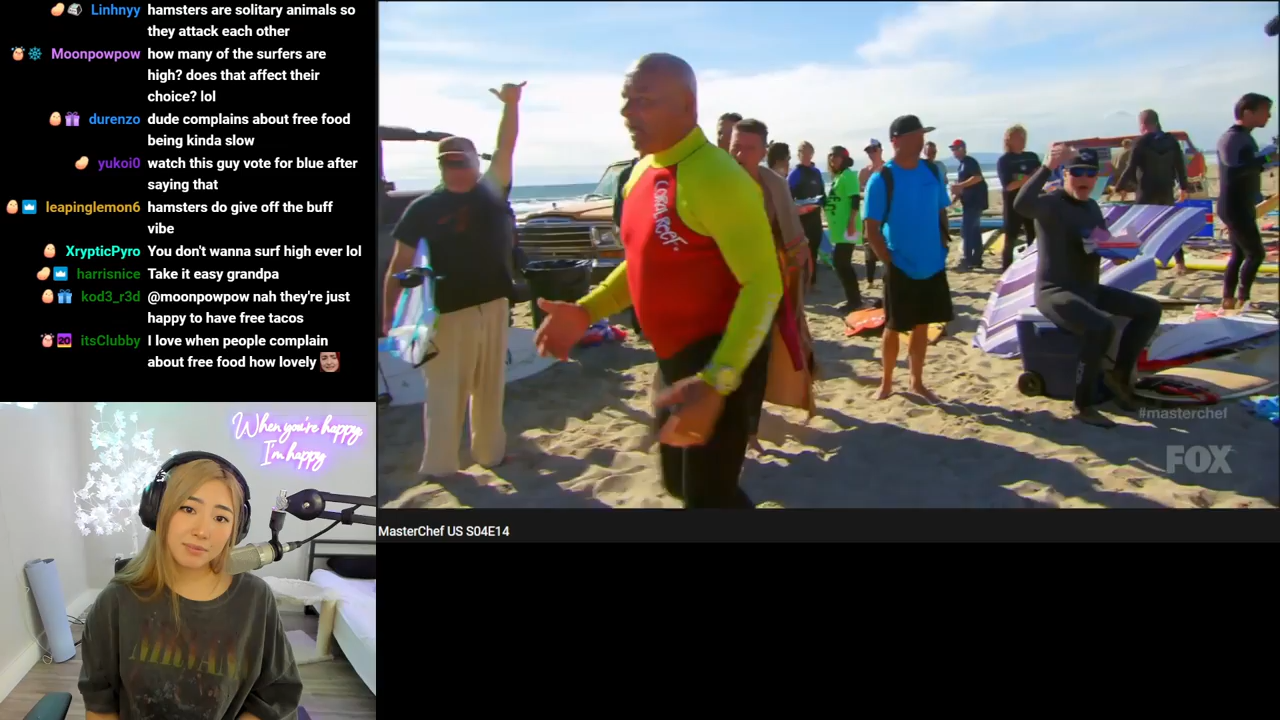 Linhnyy hamsters are solitary animals so
they attack each other
Moonpowpow how many of the surfers are
high? does that affect their
choice? lol
durenzo dude complains about free food
being kinda slow
yukoi0 watch this guy vote for blue after
saying that
leapinglemon6 hamsters do give off the buff
vibe
XrypticPyro You don't wanna surf high ever lol
harrisnice Take it easy grandpa
kod3_r3d @moonpowpow nah they're just
happy to have free tacos
20 itsClubby I love when people complain
about free food how lovely
When you're happy,
I'm happy
NIRVANA
O'NEILL REEF
#masterchef
FOX
MasterChef US S04E14